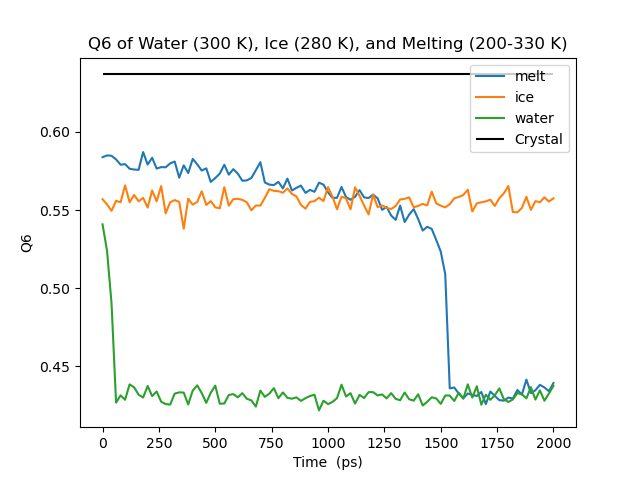 Q6 of Water (300 K), Ice (280 K), and Melting (200-330 K)
melt
ice
water
Crystal
0.60
0.55
0.50
0.45
Q6
0 250 500 750 1000 1250 1500 1750 2000
Time (ps)